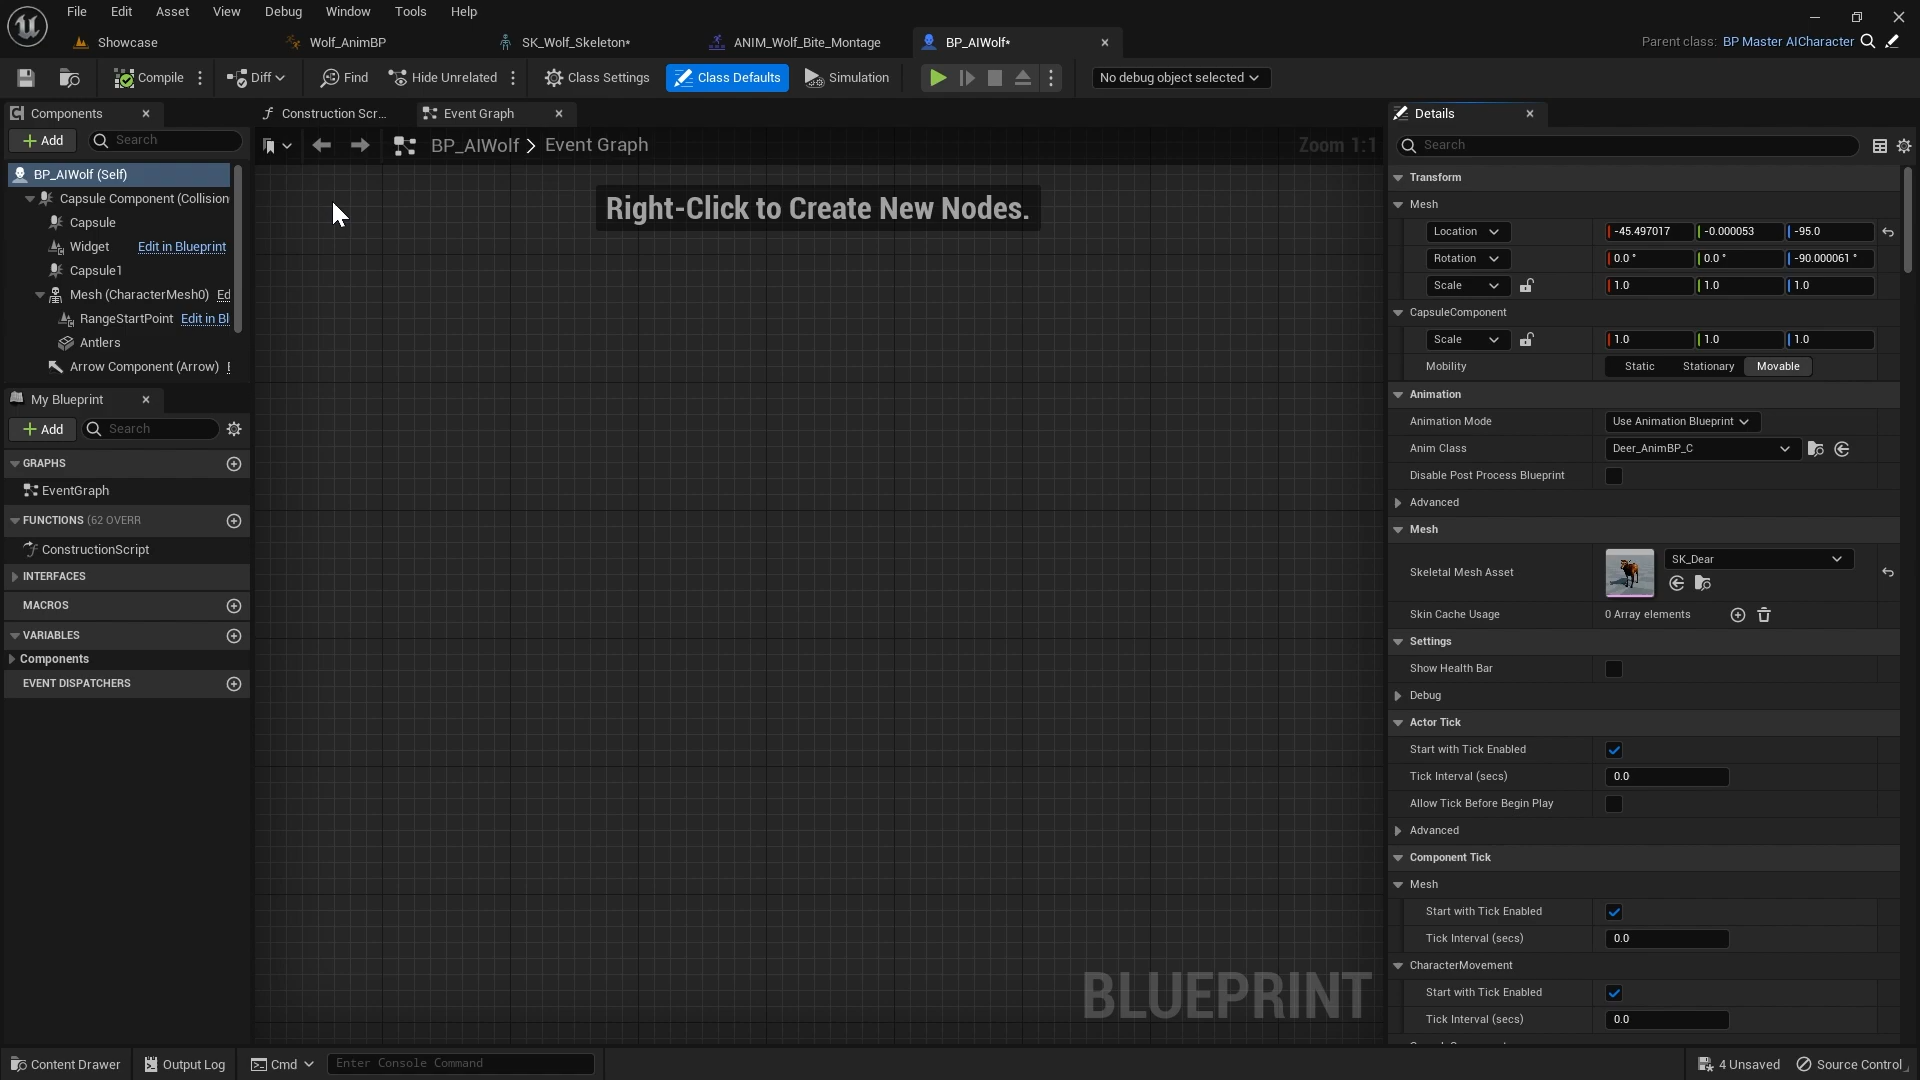 File Edit Asset View Debug Window Tools Help
Showcase Wolf_AnimBP SK_Wolf_Skeleton* ANIM_Wolf_Bite_Montage BP_AIWolf* Parent class: BP Master AICharacter
Compile Diff Find Hide Unrelated Class Settings Class Defaults Simulation No debug object selected
Components Construction Scr... Event Graph Details
Add Search BP_AIWolf > Event Graph Zoom 1:1 Search
Right-Click to Create New Nodes.
BP_AIWolf (Self)
Capsule Component (Collision
Capsule
Widget Edit in Blueprint
Capsule1
Mesh (CharacterMesh0) Ed
RangeStartPoint Edit in Bl
Antlers
Arrow Component (Arrow)
My Blueprint
Add Search
GRAPHS
EventGraph
FUNCTIONS (62 OVERR
ConstructionScript
INTERFACES
MACROS
VARIABLES
Components
EVENT DISPATCHERS
Transform
Mesh
Location -45.497017 -0.000053 -95.0
Rotation 0.0 ° 0.0 ° -90.000061 °
Scale 1.0 1.0 1.0
CapsuleComponent
Scale 1.0 1.0 1.0
Mobility Static Stationary Movable
Animation
Animation Mode Use Animation Blueprint
Anim Class Deer_AnimBP_C
Disable Post Process Blueprint
Advanced
Mesh
Skeletal Mesh Asset SK_Dear
Skin Cache Usage 0 Array elements
Settings
Show Health Bar
Debug
Actor Tick
Start with Tick Enabled
Tick Interval (secs) 0.0
Allow Tick Before Begin Play
Advanced
Component Tick
Mesh
Start with Tick Enabled
Tick Interval (secs) 0.0
CharacterMovement
Start with Tick Enabled
Tick Interval (secs) 0.0
BLUEPRINT
Content Drawer Output Log Cmd Enter Console Command 4 Unsaved Source Control